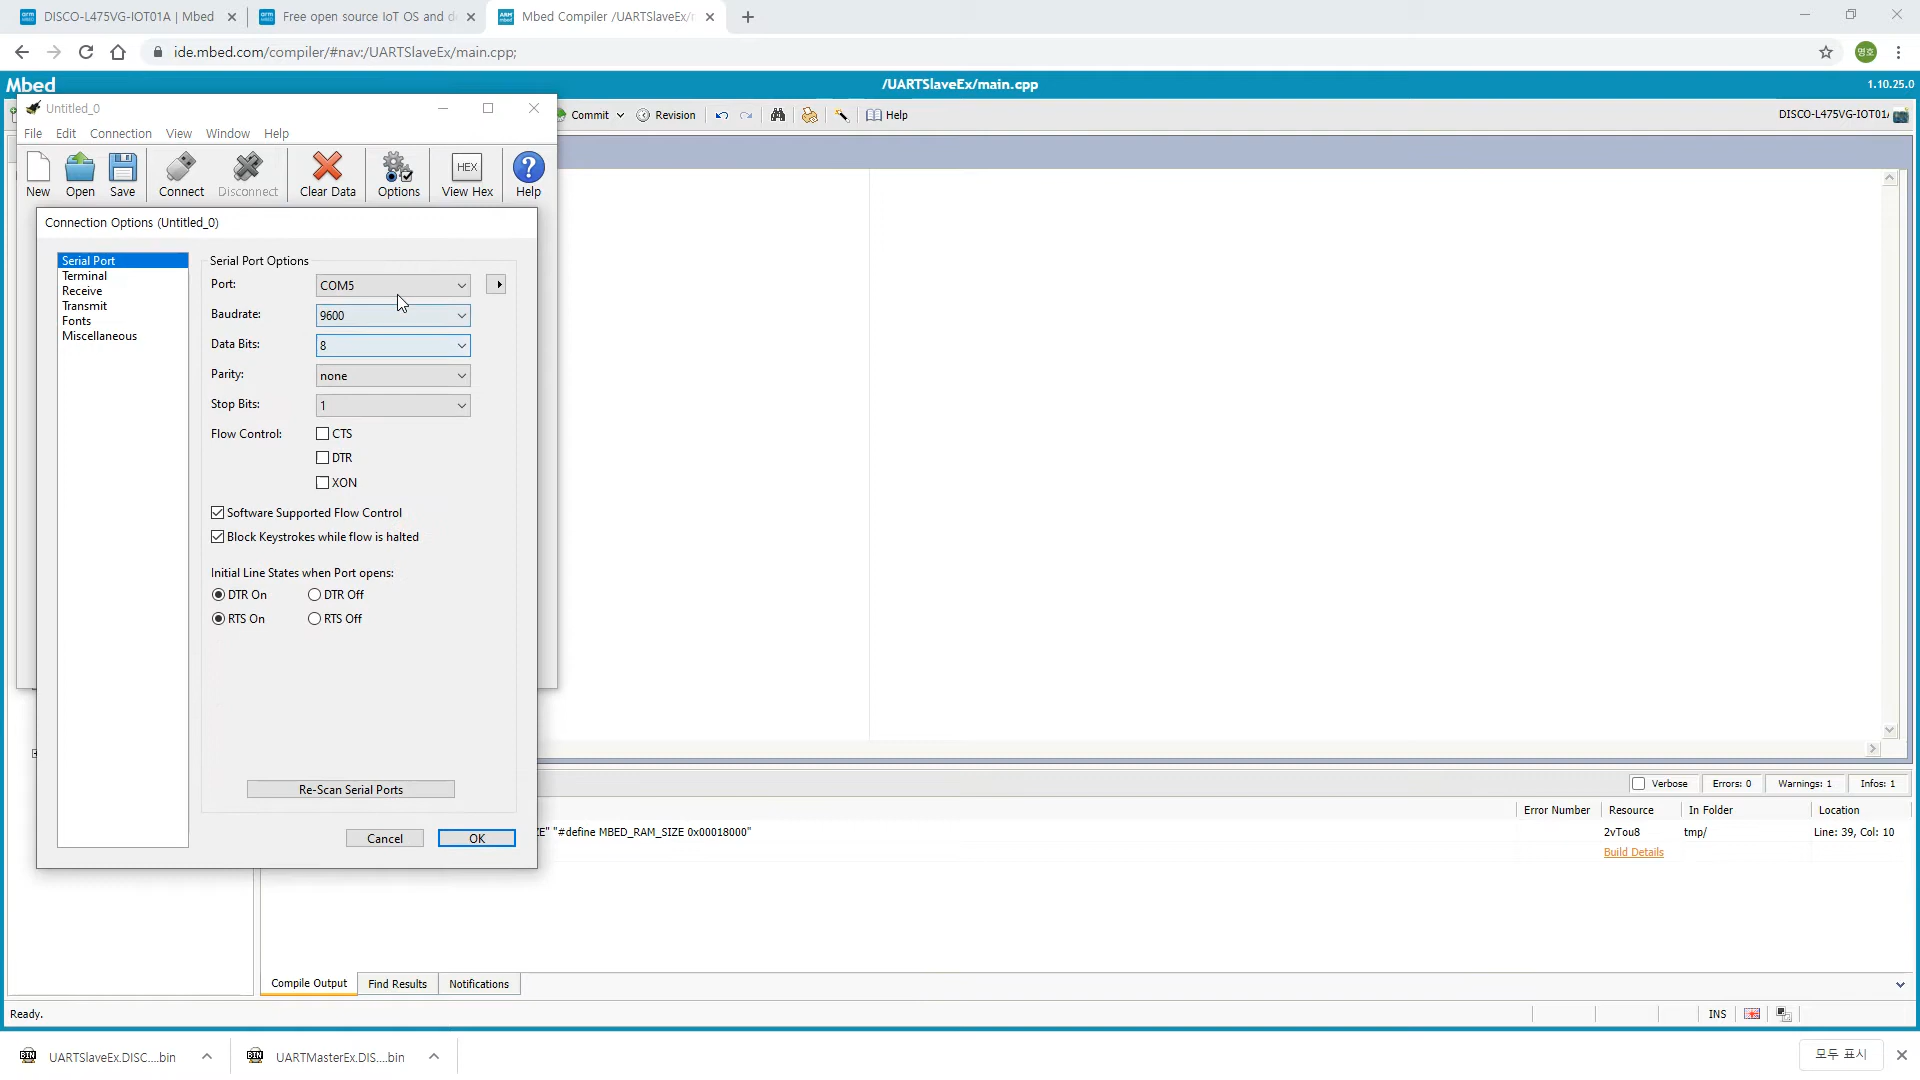 DISCO-L475VG-IOT01A | Mbed
Free open source IoT OS and de
Mbed Compiler /UARTSlaveEx/m
ide.mbed.com/compiler/#nav:/UARTSlaveEx/main.cpp;
명호
Mbed
/UARTSlaveEx/main.cpp
1.10.25.0
Untitled_0
Commit
Revision
Help
DISCO-L475VG-IOT01
File Edit Connection View Window Help
HEX
New Open Save Connect Disconnect Clear Data Options View Hex Help
Connection Options (Untitled_0)
Serial Port
Terminal
Receive
Transmit
Fonts
Miscellaneous
Serial Port Options
Port: COM5
Baudrate: 9600
Data Bits: 8
Parity: none
Stop Bits: 1
Flow Control: CTS
DTR
XON
Software Supported Flow Control
Block Keystrokes while flow is halted
Initial Line States when Port opens:
DTR On DTR Off
RTS On RTS Off
Re-Scan Serial Ports
Cancel OK
Verbose Errors: 0 Warnings: 1 Infos: 1
Error Number Resource In Folder Location
ZE" "#define MBED_RAM_SIZE 0x00018000" 2vTou8 tmp/ Line: 39, Col: 10
Build Details
Compile Output Find Results Notifications
Ready.
INS
BIN UARTSlaveEx.DISC....bin BIN UARTMasterEx.DIS....bin 모두 표시